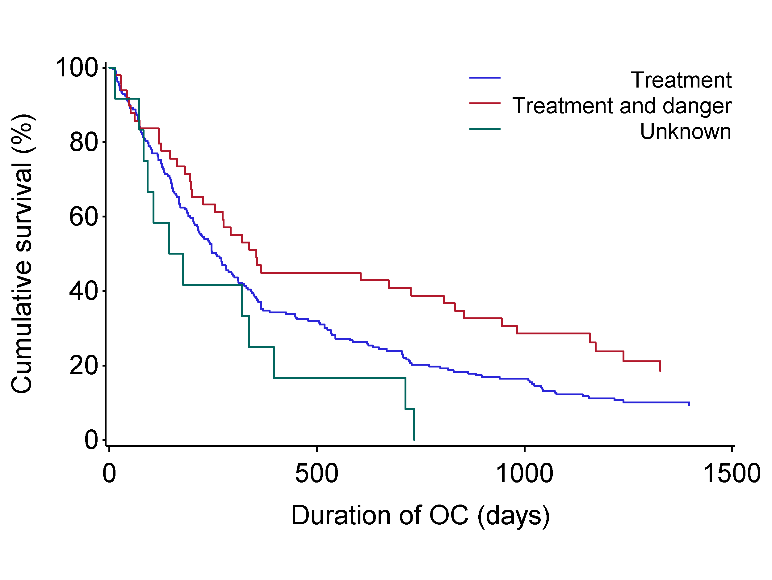 100
80
60
40
20
0
Cumulative survival (%)
Treatment
Treatment and danger
Unknown
0 500 1000 1500
Duration of OC (days)